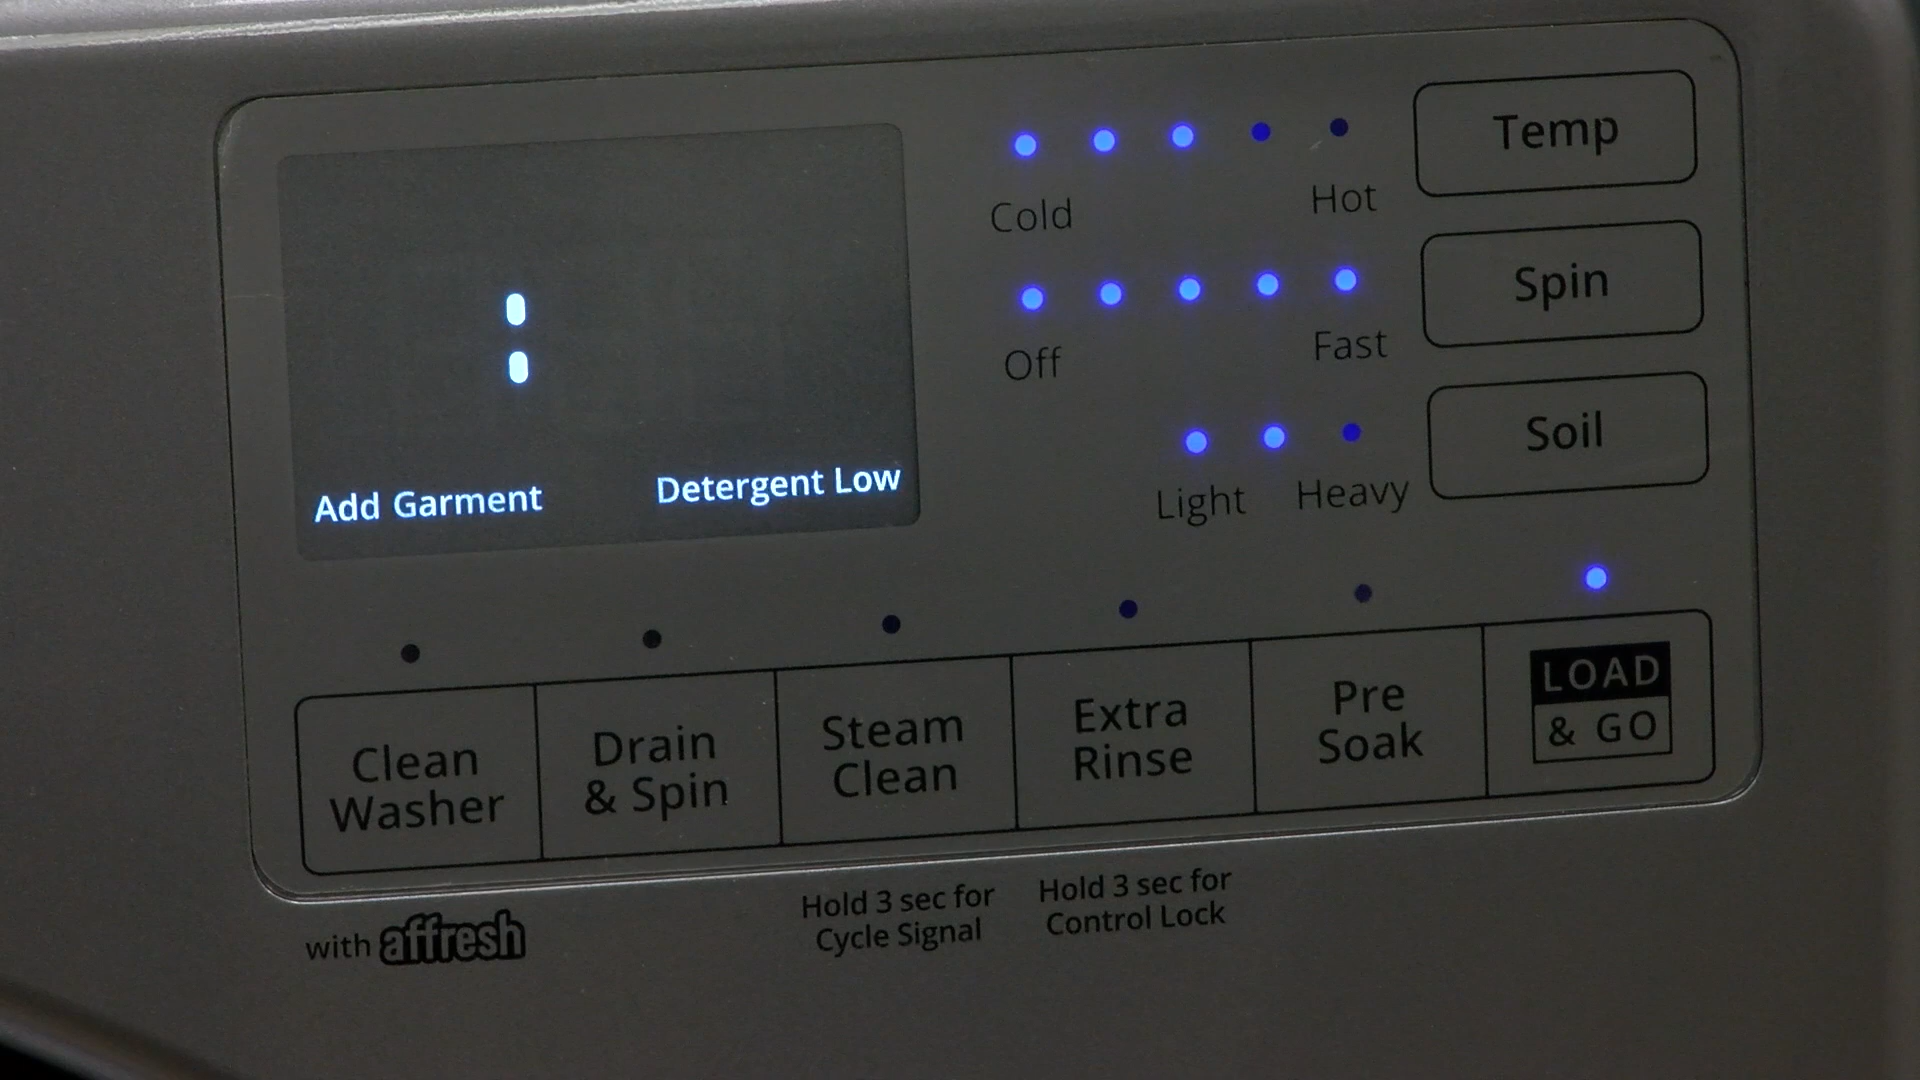 :
Add Garment
Detergent Low
Cold
Hot
Temp
Off
Fast
Spin
Light
Heavy
Soil
Clean
Washer
Drain
& Spin
Steam
Clean
Extra
Rinse
Pre
Soak
LOAD
& GO
with affresh
Hold 3 sec for
Cycle Signal
Hold 3 sec for
Control Lock